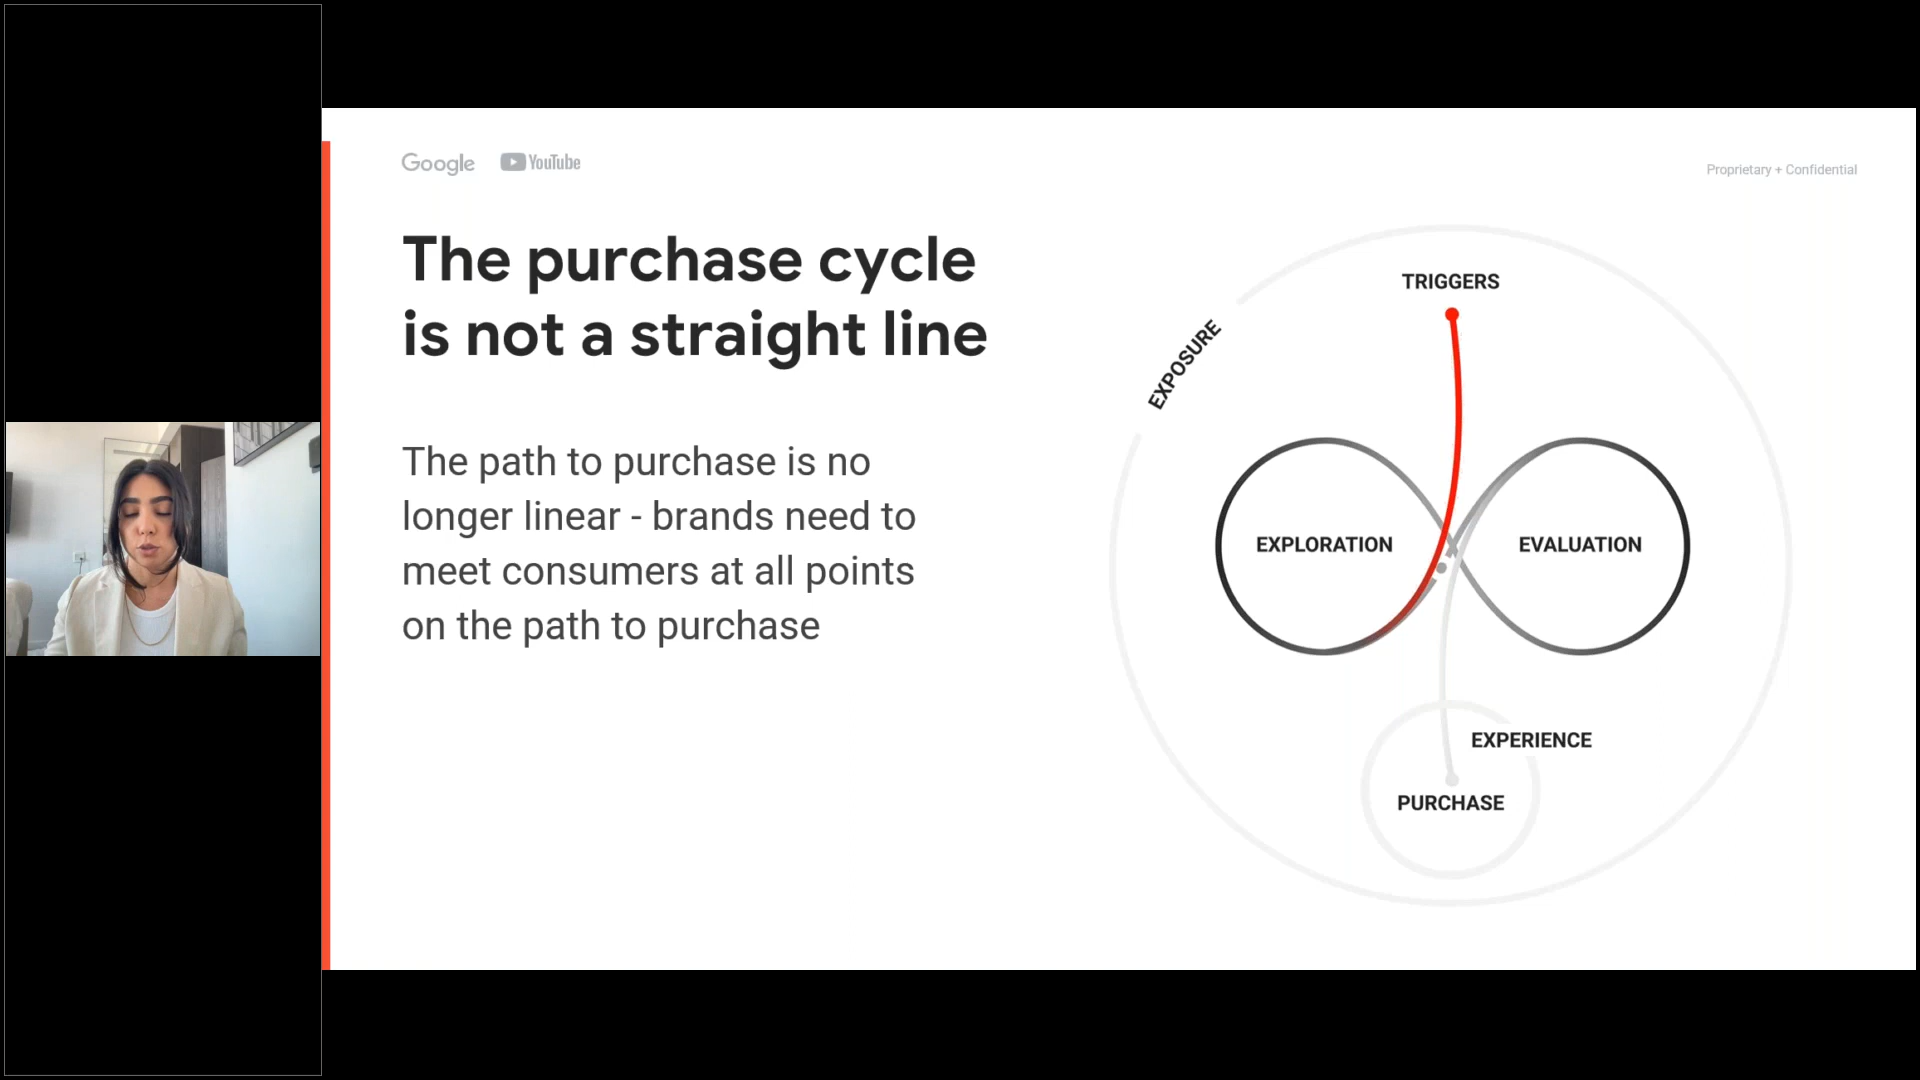 Google YouTube
Proprietary + Confidential
The purchase cycle
is not a straight line
The path to purchase is no
longer linear - brands need to
meet consumers at all points
on the path to purchase
TRIGGERS
EXPOSURE
EXPLORATION
EVALUATION
EXPERIENCE
PURCHASE